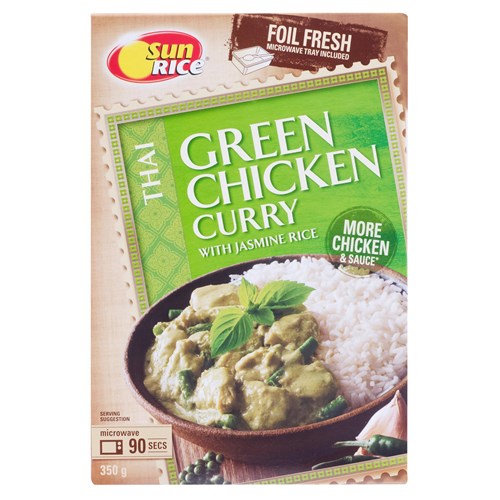 Sun
RICE®
FOIL FRESH
MICROWAVE TRAY INCLUDED
THAI
GREEN
CHICKEN
CURRY
WITH JASMINE RICE
MORE
CHICKEN
& SAUCE*
SERVING
SUGGESTION
microwave
90 SECS
350 g